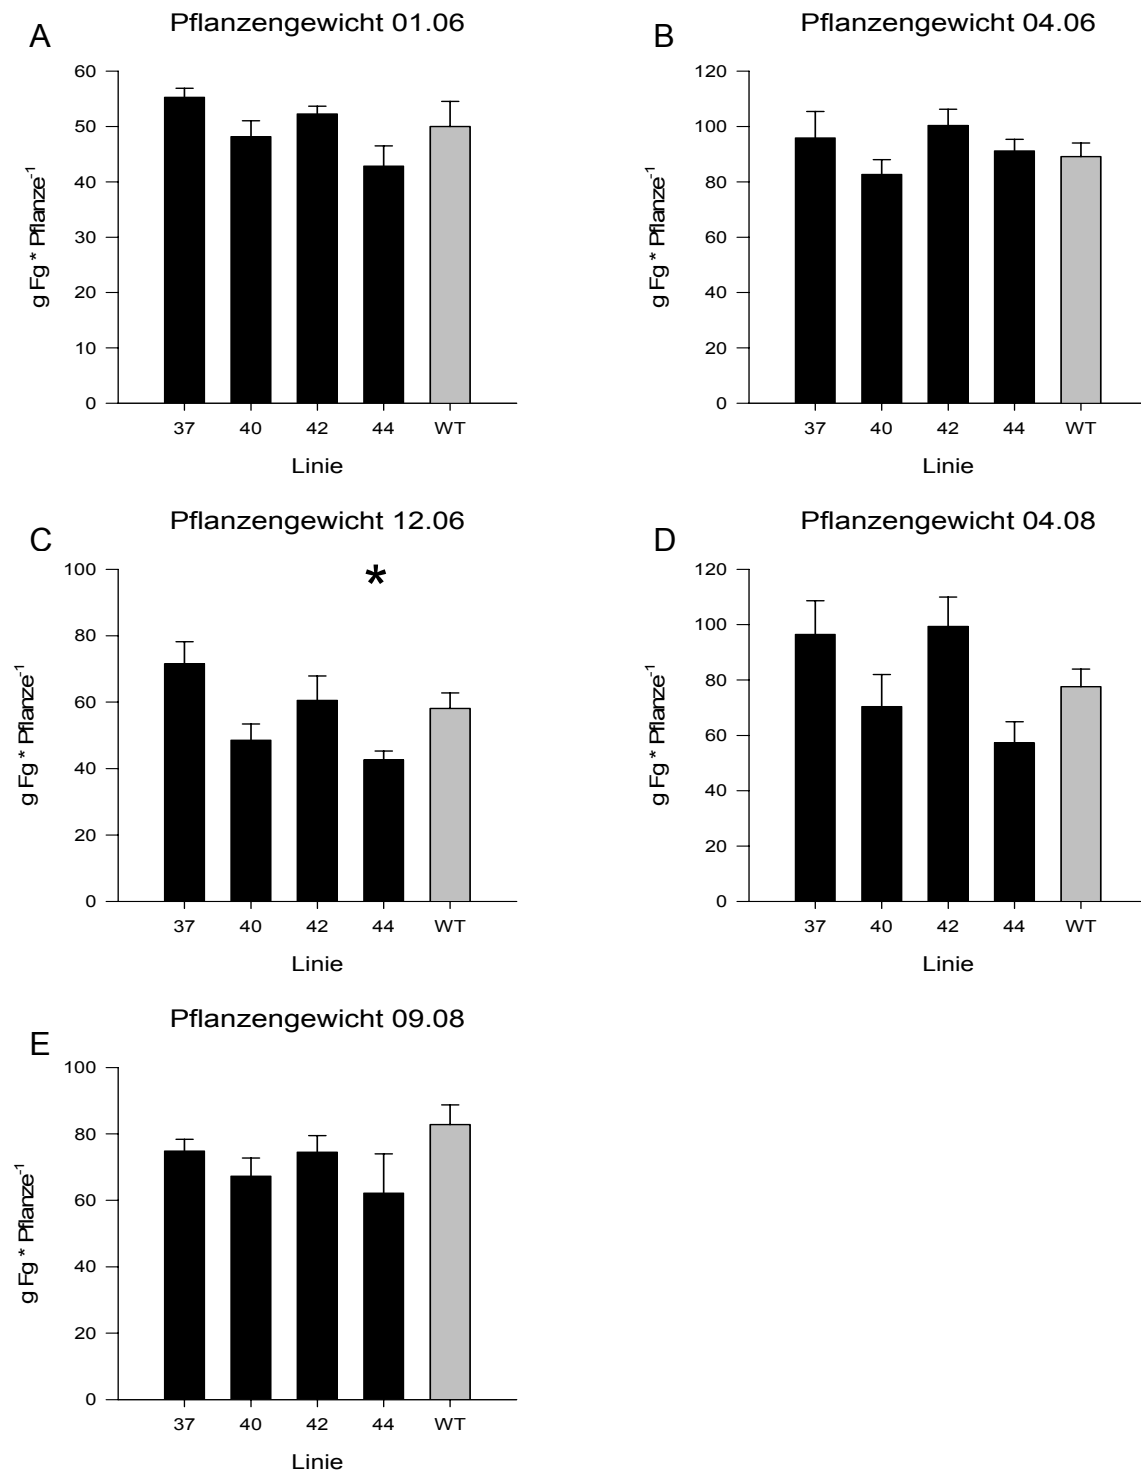 A
Pflanzengewicht 01.06
60
50
40
30
20
10
0
g Fg * Pflanze⁻¹
37 40 42 44 WT
Linie
B
Pflanzengewicht 04.06
120
100
80
60
40
20
0
g Fg * Pflanze⁻¹
37 40 42 44 WT
Linie
C
Pflanzengewicht 12.06
*
100
80
60
40
20
0
g Fg * Pflanze⁻¹
37 40 42 44 WT
Linie
D
Pflanzengewicht 04.08
120
100
80
60
40
20
0
g Fg * Pflanze⁻¹
37 40 42 44 WT
Linie
E
Pflanzengewicht 09.08
100
80
60
40
20
0
g Fg * Pflanze⁻¹
37 40 42 44 WT
Linie